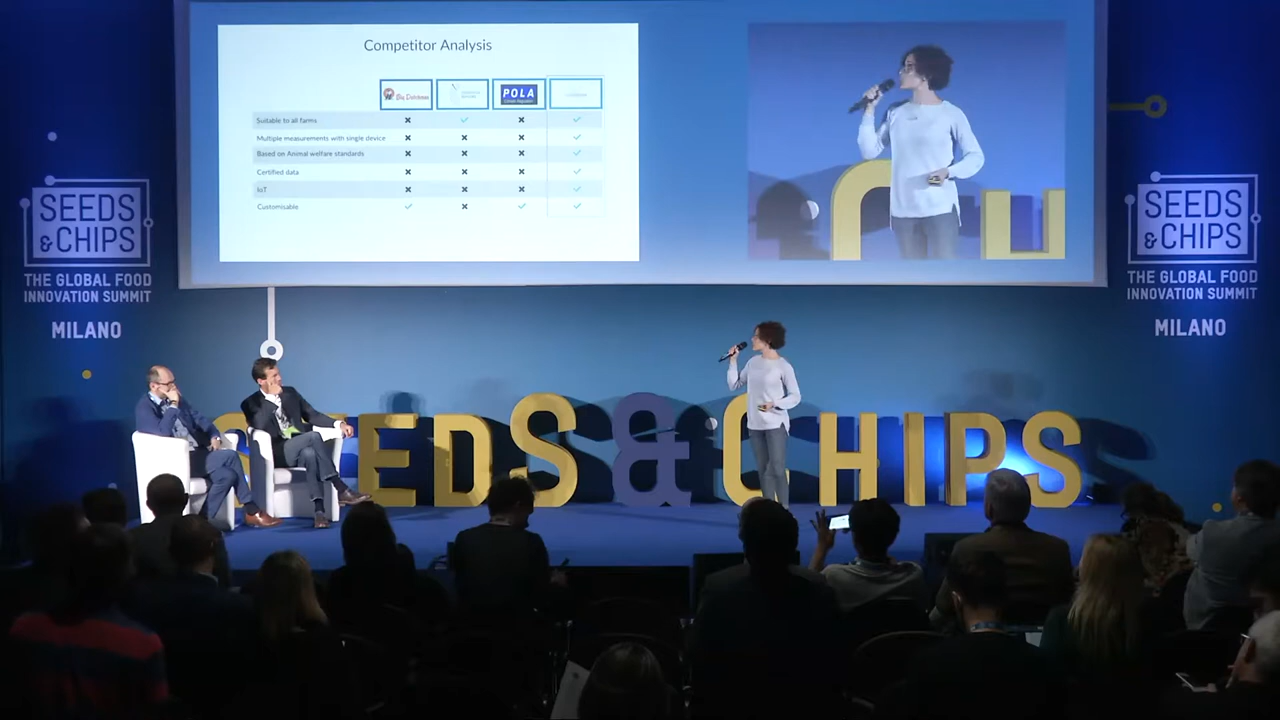 Competitor Analysis
Big Dutchman
POLA
Suitable to all farms
Multiple measurements with single device
Based on Animal welfare standards
Certified data
IoT
Customisable
SEEDS
& CHIPS
THE GLOBAL FOOD
INNOVATION SUMMIT
MILANO
SEEDS
& CHIPS
THE GLOBAL FOOD
INNOVATION SUMMIT
MILANO
SEEDS & CHIPS